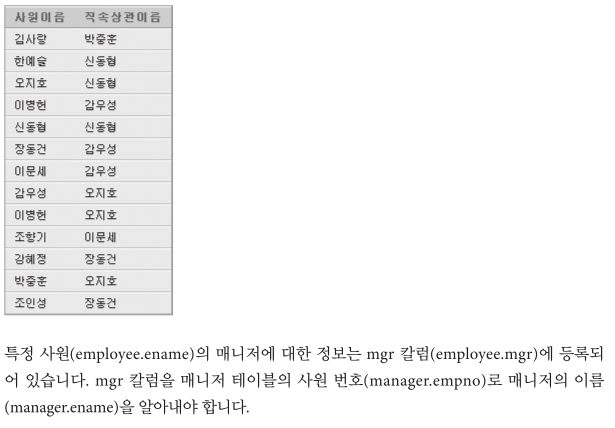 사원이름 직속상관이름
김사랑 박중훈
한예슬 신동협
오지호 신동협
이병헌 감우성
신동협 신동협
장동건 감우성
이문세 감우성
감우성 오지호
이병헌 오지호
조향기 이문세
강혜정 장동건
박중훈 오지호
조인성 장동건
특정 사원(employee.ename)의 매니저에 대한 정보는 mgr 칼럼(employee.mgr)에 등록되
어 있습니다. mgr 칼럼을 매니저 테이블의 사원 번호(manager.empno)로 매니저의 이름
(manager.ename)을 알아내야 합니다.